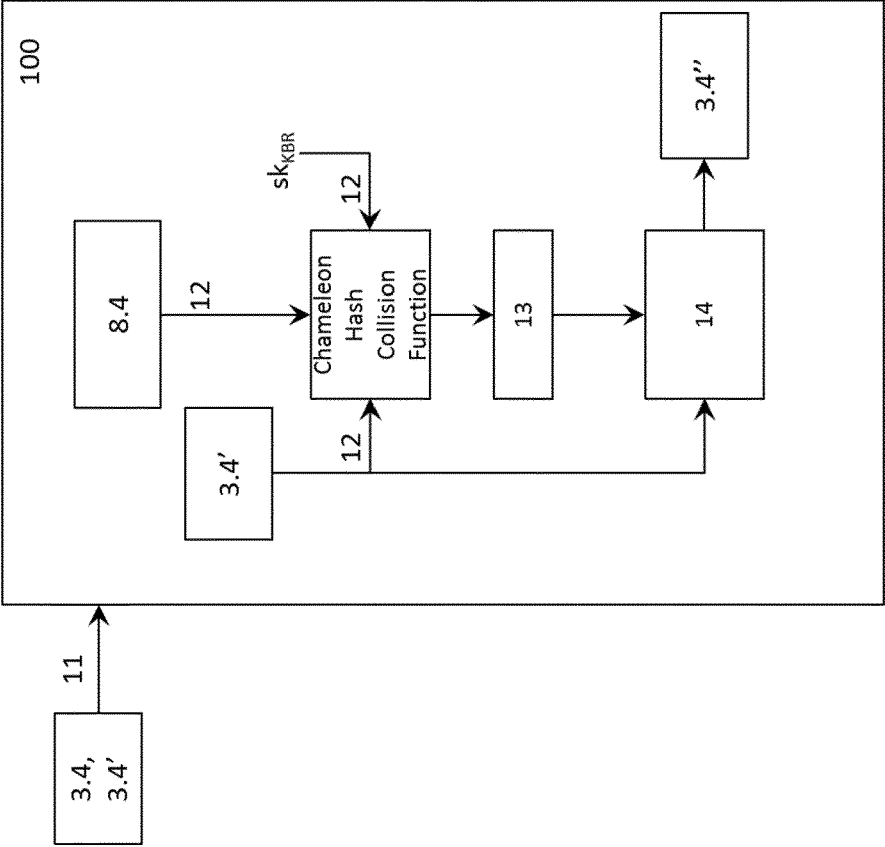 100
8.4
3.4’
12
12
sk_KBR
12
Chameleon
Hash
Collision
Function
13
14
3.4’’
11
3.4,
3.4’